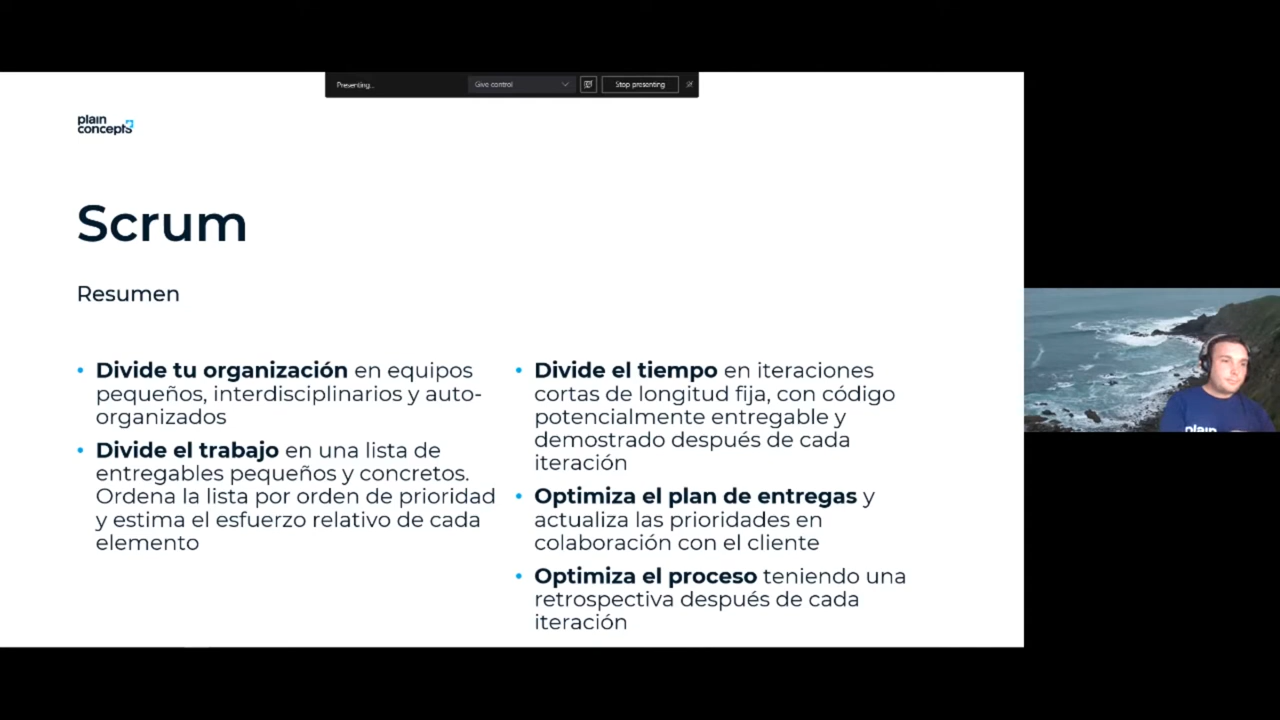 Presenting...
Give control
Stop presenting
plain
concepts
Scrum
Resumen
• Divide tu organización en equipos
pequeños, interdisciplinarios y auto-
organizados
• Divide el trabajo en una lista de
entregables pequeños y concretos.
Ordena la lista por orden de prioridad
y estima el esfuerzo relativo de cada
elemento
• Divide el tiempo en iteraciones
cortas de longitud fija, con código
potencialmente entregable y
demostrado después de cada
iteración
• Optimiza el plan de entregas y
actualiza las prioridades en
colaboración con el cliente
• Optimiza el proceso teniendo una
retrospectiva después de cada
iteración
plain